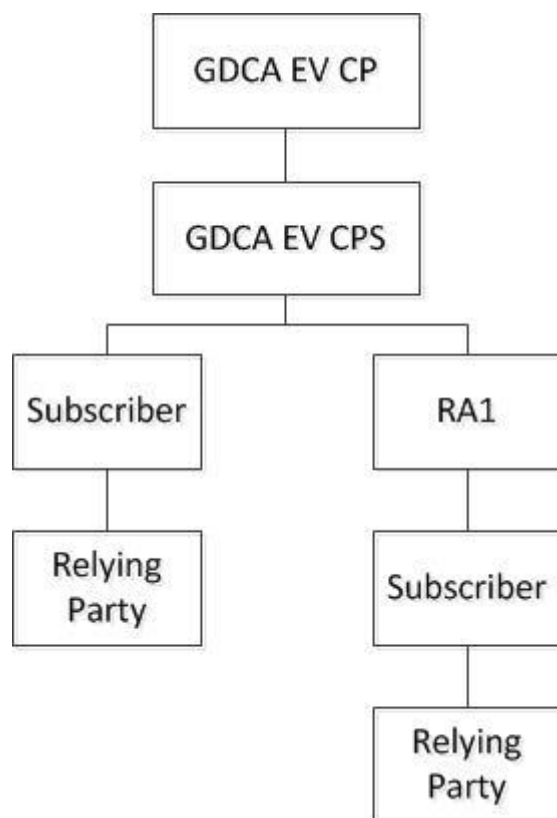 GDCA EV CP
GDCA EV CPS
Subscriber
RA1
Relying
Party
Subscriber
Relying
Party